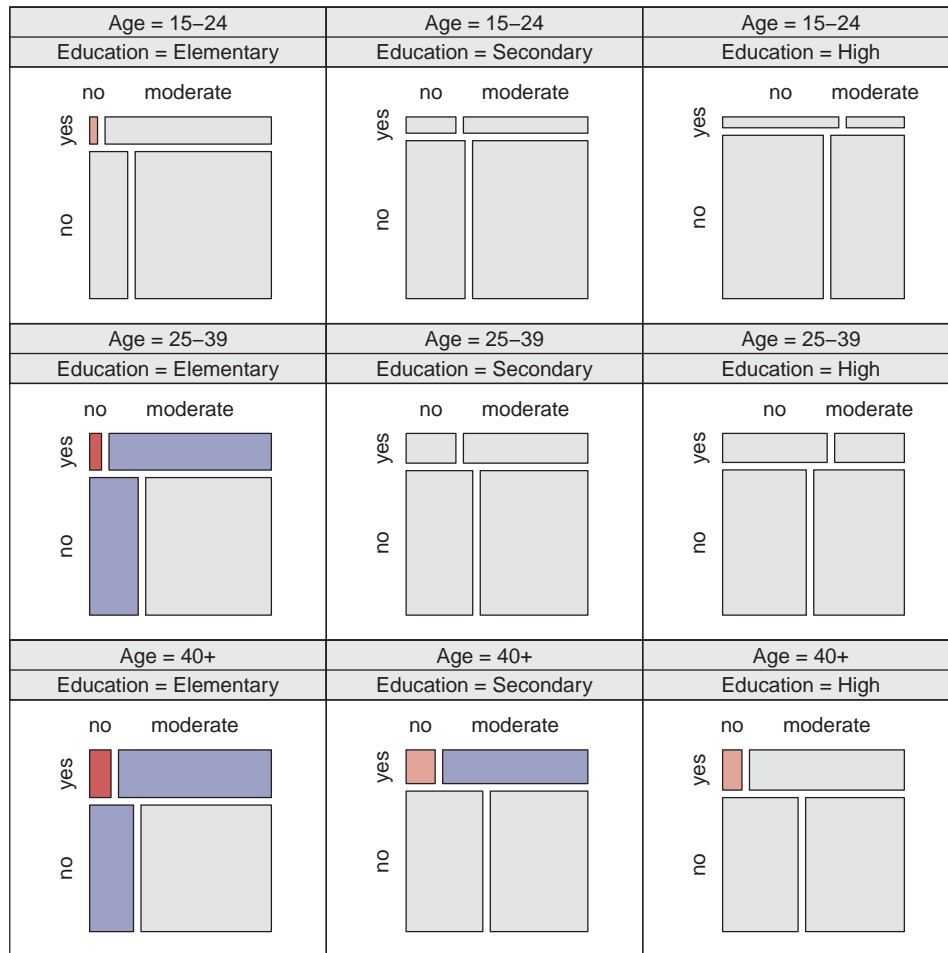 Age = 15–24
Education = Elementary
no moderate
yes
no
Age = 15–24
Education = Secondary
no moderate
yes
no
Age = 15–24
Education = High
no moderate
yes
no
Age = 25–39
Education = Elementary
no moderate
yes
no
Age = 25–39
Education = Secondary
no moderate
yes
no
Age = 25–39
Education = High
no moderate
yes
no
Age = 40+
Education = Elementary
no moderate
yes
no
Age = 40+
Education = Secondary
no moderate
yes
no
Age = 40+
Education = High
no moderate
yes
no